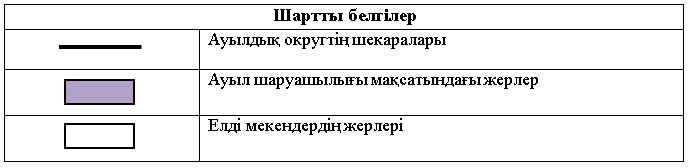 Шартты белгілер
Ауылдық округтің шекаралары
Ауыл шаруашылығы мақсатындағы жерлер
Елді мекендердің жерлері